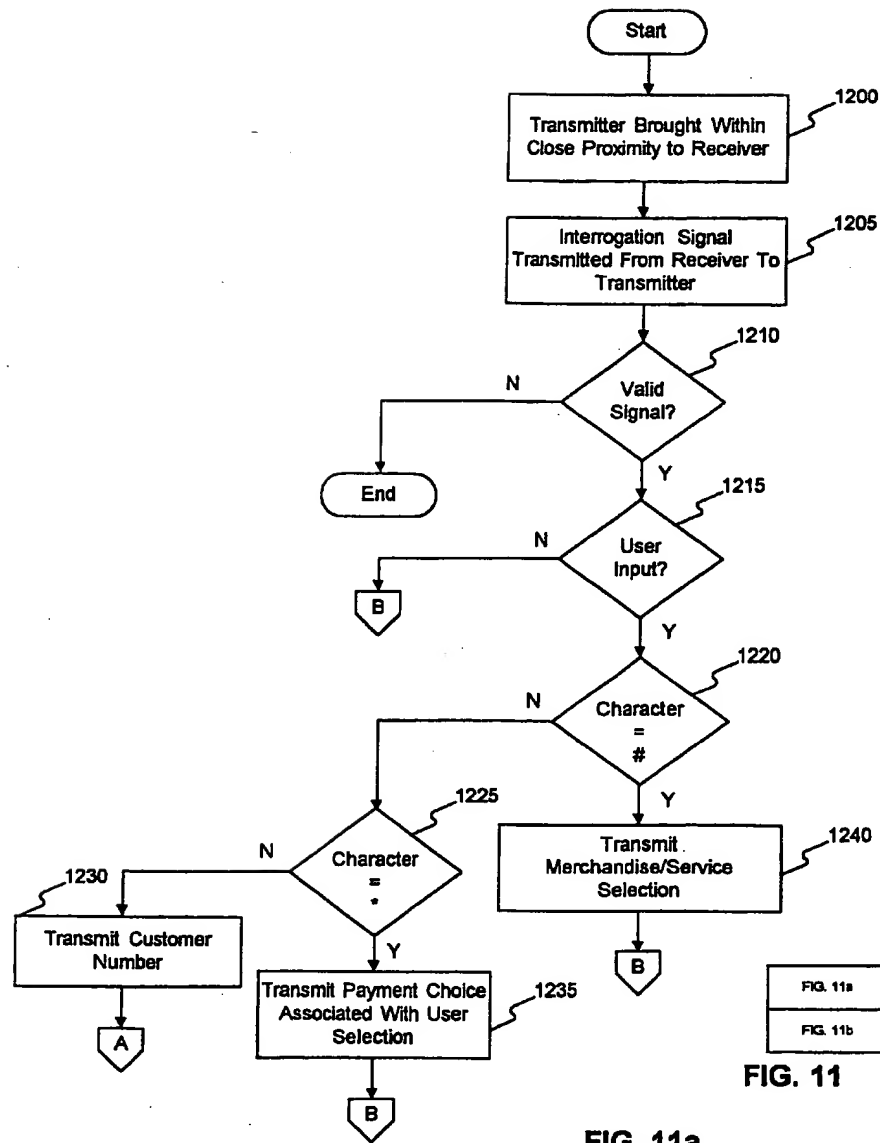 Start
1200
Transmitter Brought Within
Close Proximity to Receiver
1205
Interrogation Signal
Transmitted From Receiver To
Transmitter
1210
Valid
Signal?
N
Y
End
1215
User
Input?
N
B
Y
1220
Character
=
#
N
Y
1225
Character
=
*
N
Y
1240
Transmit
Merchandise/Service
Selection
B
1230
Transmit Customer
Number
A
1235
Transmit Payment Choice
Associated With User
Selection
B
FIG. 11a
FIG. 11b
FIG. 11
FIG. 11a